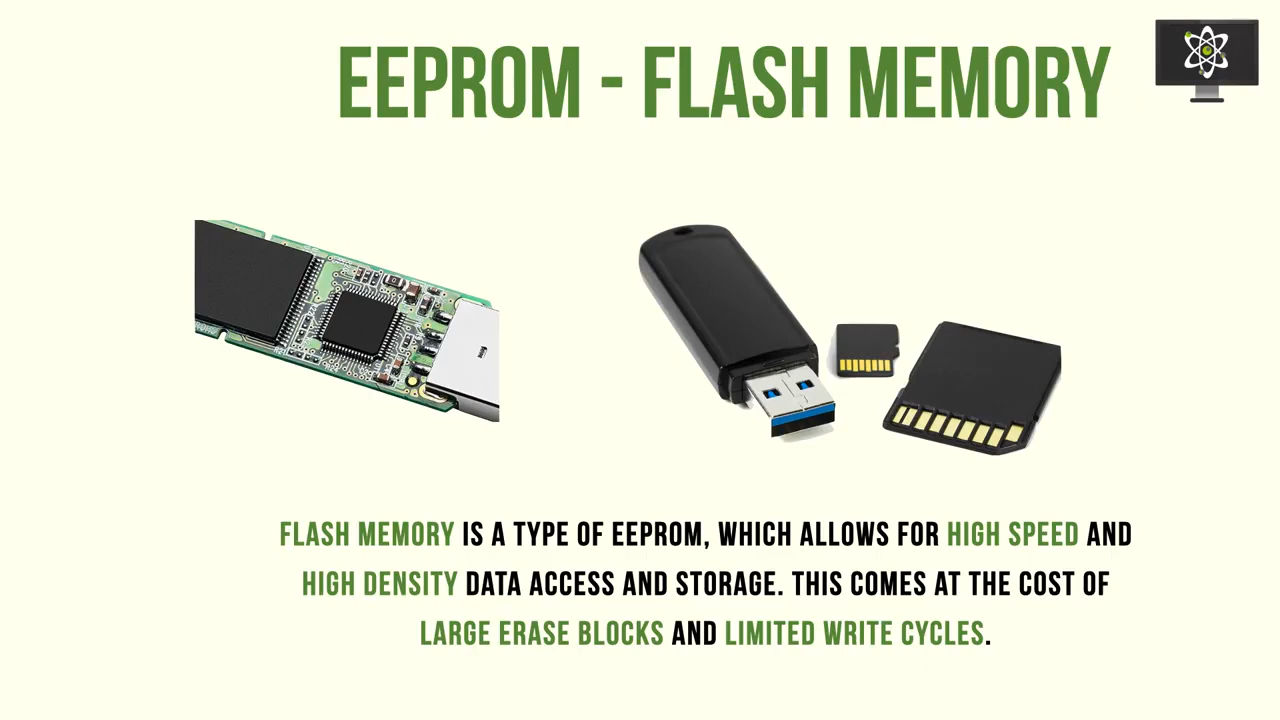 EEPROM - FLASH MEMORY
FLASH MEMORY IS A TYPE OF EEPROM, WHICH ALLOWS FOR HIGH SPEED AND
HIGH DENSITY DATA ACCESS AND STORAGE. THIS COMES AT THE COST OF
LARGE ERASE BLOCKS AND LIMITED WRITE CYCLES.